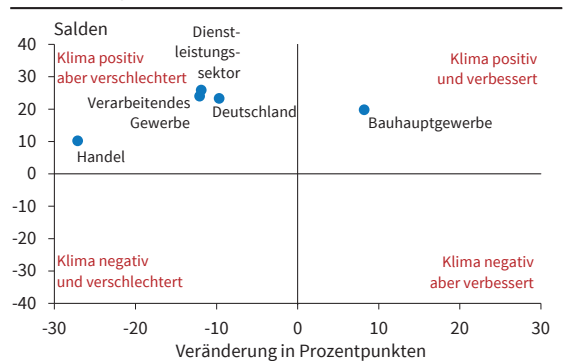 Salden
40
30
20
10
0
-10
-20
-30
-40
Klima positiv
aber verschlechtert
Dienst-
leistungs-
sektor
Klima positiv
und verbessert
Verarbeitendes
Gewerbe
Deutschland
Bauhauptgewerbe
Handel
Klima negativ
und verschlechtert
Klima negativ
aber verbessert
-30
-20
-10
0
10
20
30
Veränderung in Prozentpunkten